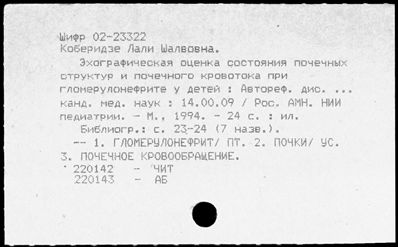 Шифр 02-23322
Коберидзе Лали Шалвовна.
Эхографическая оценка состояния почечных
структур и почечного кровотока при
гломерулонефрите у детей : Автореф. дис. ...
канд. мед. наук : 14.00.09 / Рос. АМН. НИИ
педиатрии. - М., 1994. - 24 с. : ил.
Библиогр.: с. 23-24 (7 назв.).
-- 1. ГЛОМЕРУЛОНЕФРИТ/ ПТ. 2. ПОЧКИ/ УС.
3. ПОЧЕЧНОЕ КРОВООБРАЩЕНИЕ.
220142 - ЧИТ
220143 - АБ